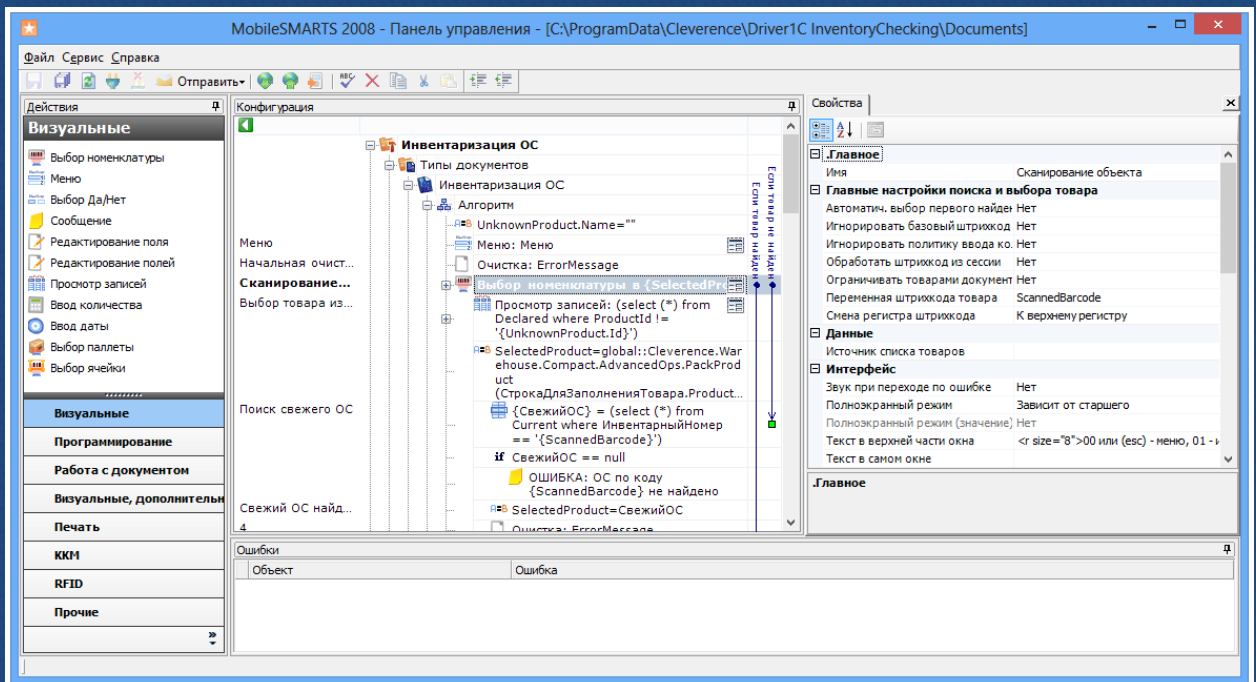 MobileSMARTS 2008 - Панель управления - [C:\ProgramData\Cleverence\Driver1C InventoryChecking\Documents]
Файл Сервис Справка
Отправить
Действия
Визуальные
Выбор номенклатуры
Меню
Выбор Да/Нет
Сообщение
Редактирование поля
Редактирование полей
Просмотр записей
Ввод количества
Ввод даты
Выбор паллеты
Выбор ячейки
Визуальные
Программирование
Работа с документом
Визуальные, дополнительн
Печать
ККМ
RFID
Прочие
Конфигурация
Инвентаризация ОС
Типы документов
Инвентаризация ОС
Алгоритм
UnknownProduct.Name=""
Меню
Меню: Меню
Начальная очист...
Очистка: ErrorMessage
Сканирование...
Выбор номенклатуры в {SelectedPro
Выбор товара из...
Просмотр записей: (select (*) from
Declared where ProductId !=
'{UnknownProduct.Id}')
SelectedProduct=global::Cleverence.War
ehouse.Compact.AdvancedOps.PackProd
uct
(СтрокаДляЗаполненияТовара.Product...
Поиск свежего ОС
{СвежийОС} = (select (*) from
Current where ИнвентарныйНомер
== '{ScannedBarcode}')
if СвежийОС == null
ОШИБКА: ОС по коду
{ScannedBarcode} не найдено
Свежий ОС найд...
SelectedProduct=СвежийОС
4
Очистка: ErrorMessage
Если товар найден
Если товар не найден
Свойства
.Главное
Имя Сканирование объекта
Главные настройки поиска и выбора товара
Автоматич. выбор первого найден Нет
Игнорировать базовый штрихкод Нет
Игнорировать политику ввода ко. Нет
Обработать штрихкод из сессии Нет
Ограничивать товарами документ Нет
Переменная штрихкода товара ScannedBarcode
Смена регистра штрихкода К верхнему регистру
Данные
Источник списка товаров
Интерфейс
Звук при переходе по ошибке Нет
Полноэкранный режим Зависит от старшего
Полноэкранный режим (значение) Нет
Текст в верхней части окна <r size="8">00 или (esc) - меню, 01 - и
Текст в самом окне
.Главное
Ошибки
Объект Ошибка